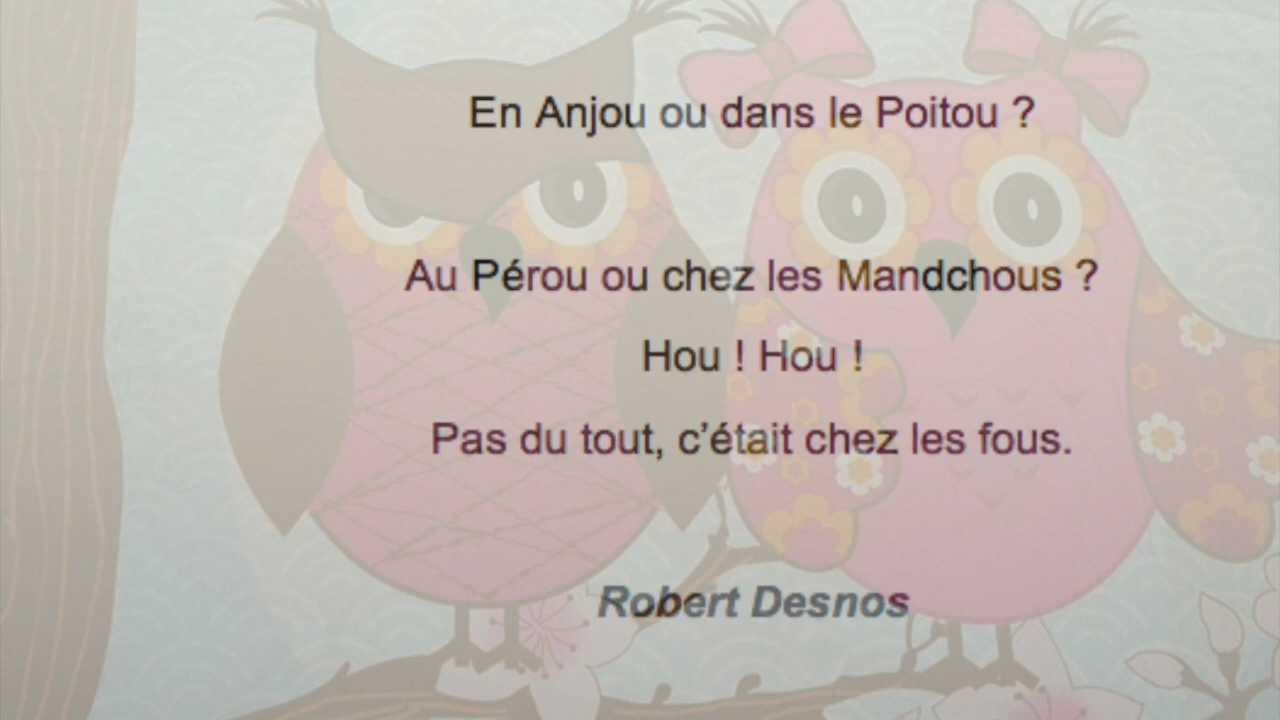 En Anjou ou dans le Poitou ?
Au Pérou ou chez les Mandchous ?
Hou ! Hou !
Pas du tout, c’était chez les fous.
Robert Desnos